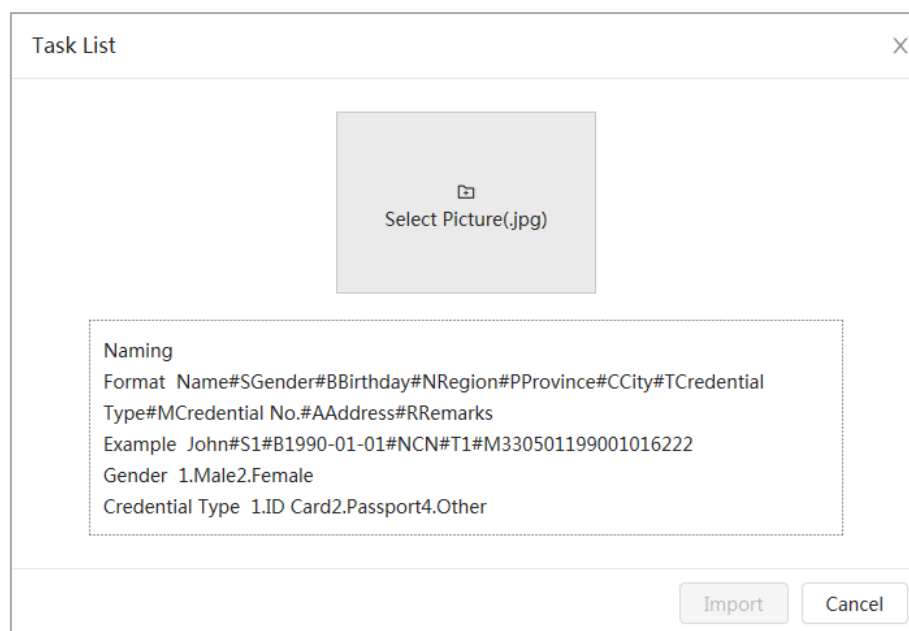 Task List
Select Picture(.jpg)
Naming
Format  Name#SGender#BBirthday#NRegion#PProvince#CCity#TCredential
Type#MCredential No.#AAddress#RRemarks
Example  John#S1#B1990-01-01#NCN#T1#M330501199001016222
Gender  1.Male2.Female
Credential Type  1.ID Card2.Passport4.Other
Import
Cancel